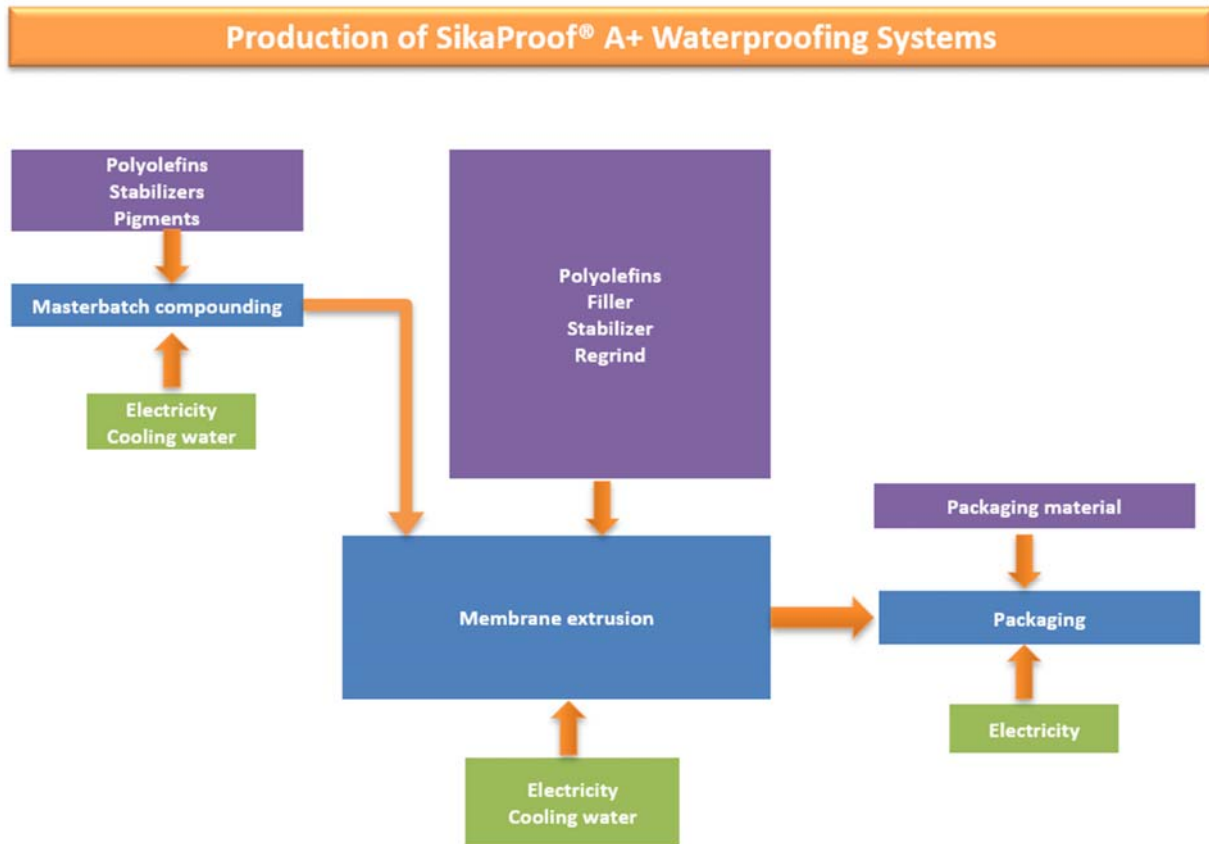 Production of SikaProof® A+ Waterproofing Systems
Polyolefins
Stabilizers
Pigments
Masterbatch compounding
Electricity
Cooling water
Polyolefins
Filler
Stabilizer
Regrind
Membrane extrusion
Electricity
Cooling water
Packaging material
Packaging
Electricity